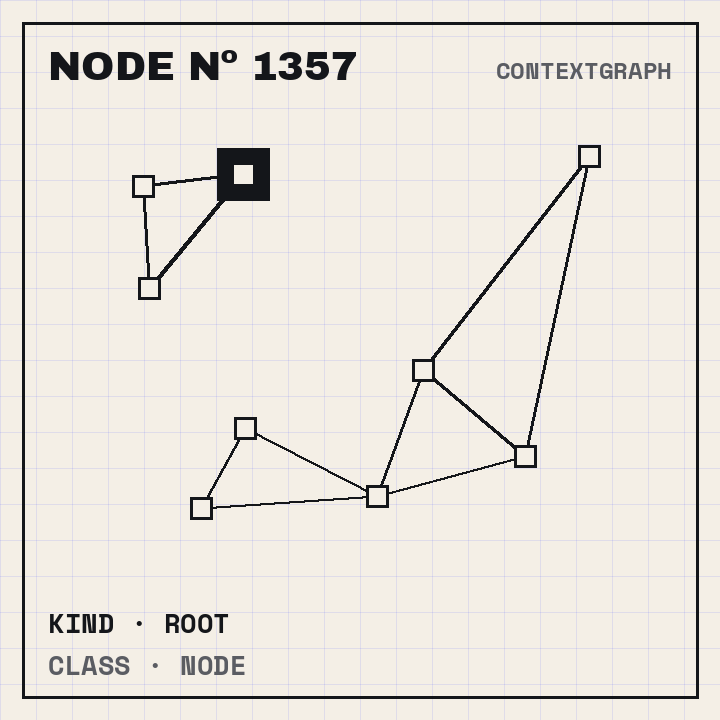 NODE Nº 1357
CONTEXTGRAPH
KIND · ROOT
CLASS · NODE